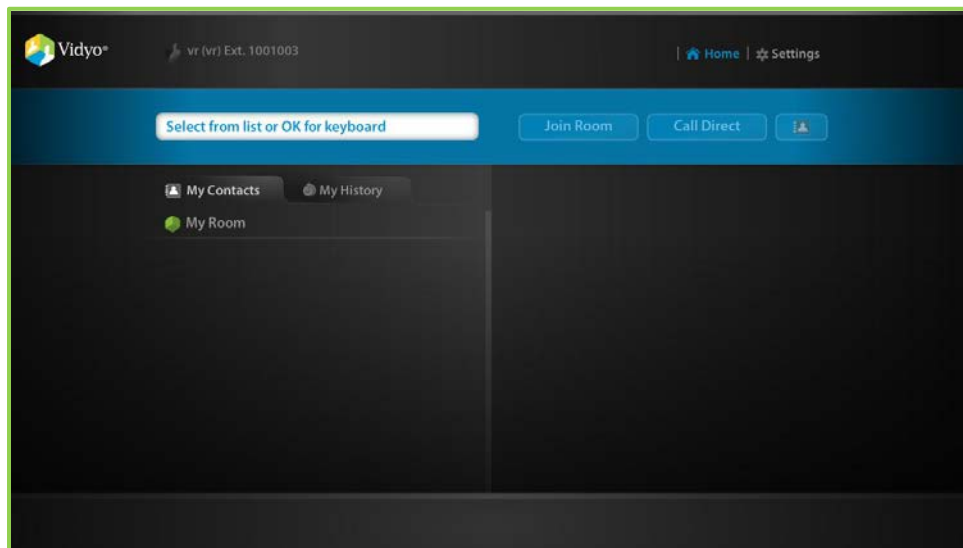 Vidyo®
vr (vr) Ext. 1001003
Home
Settings
Select from list or OK for keyboard
Join Room
Call Direct
My Contacts
My History
My Room